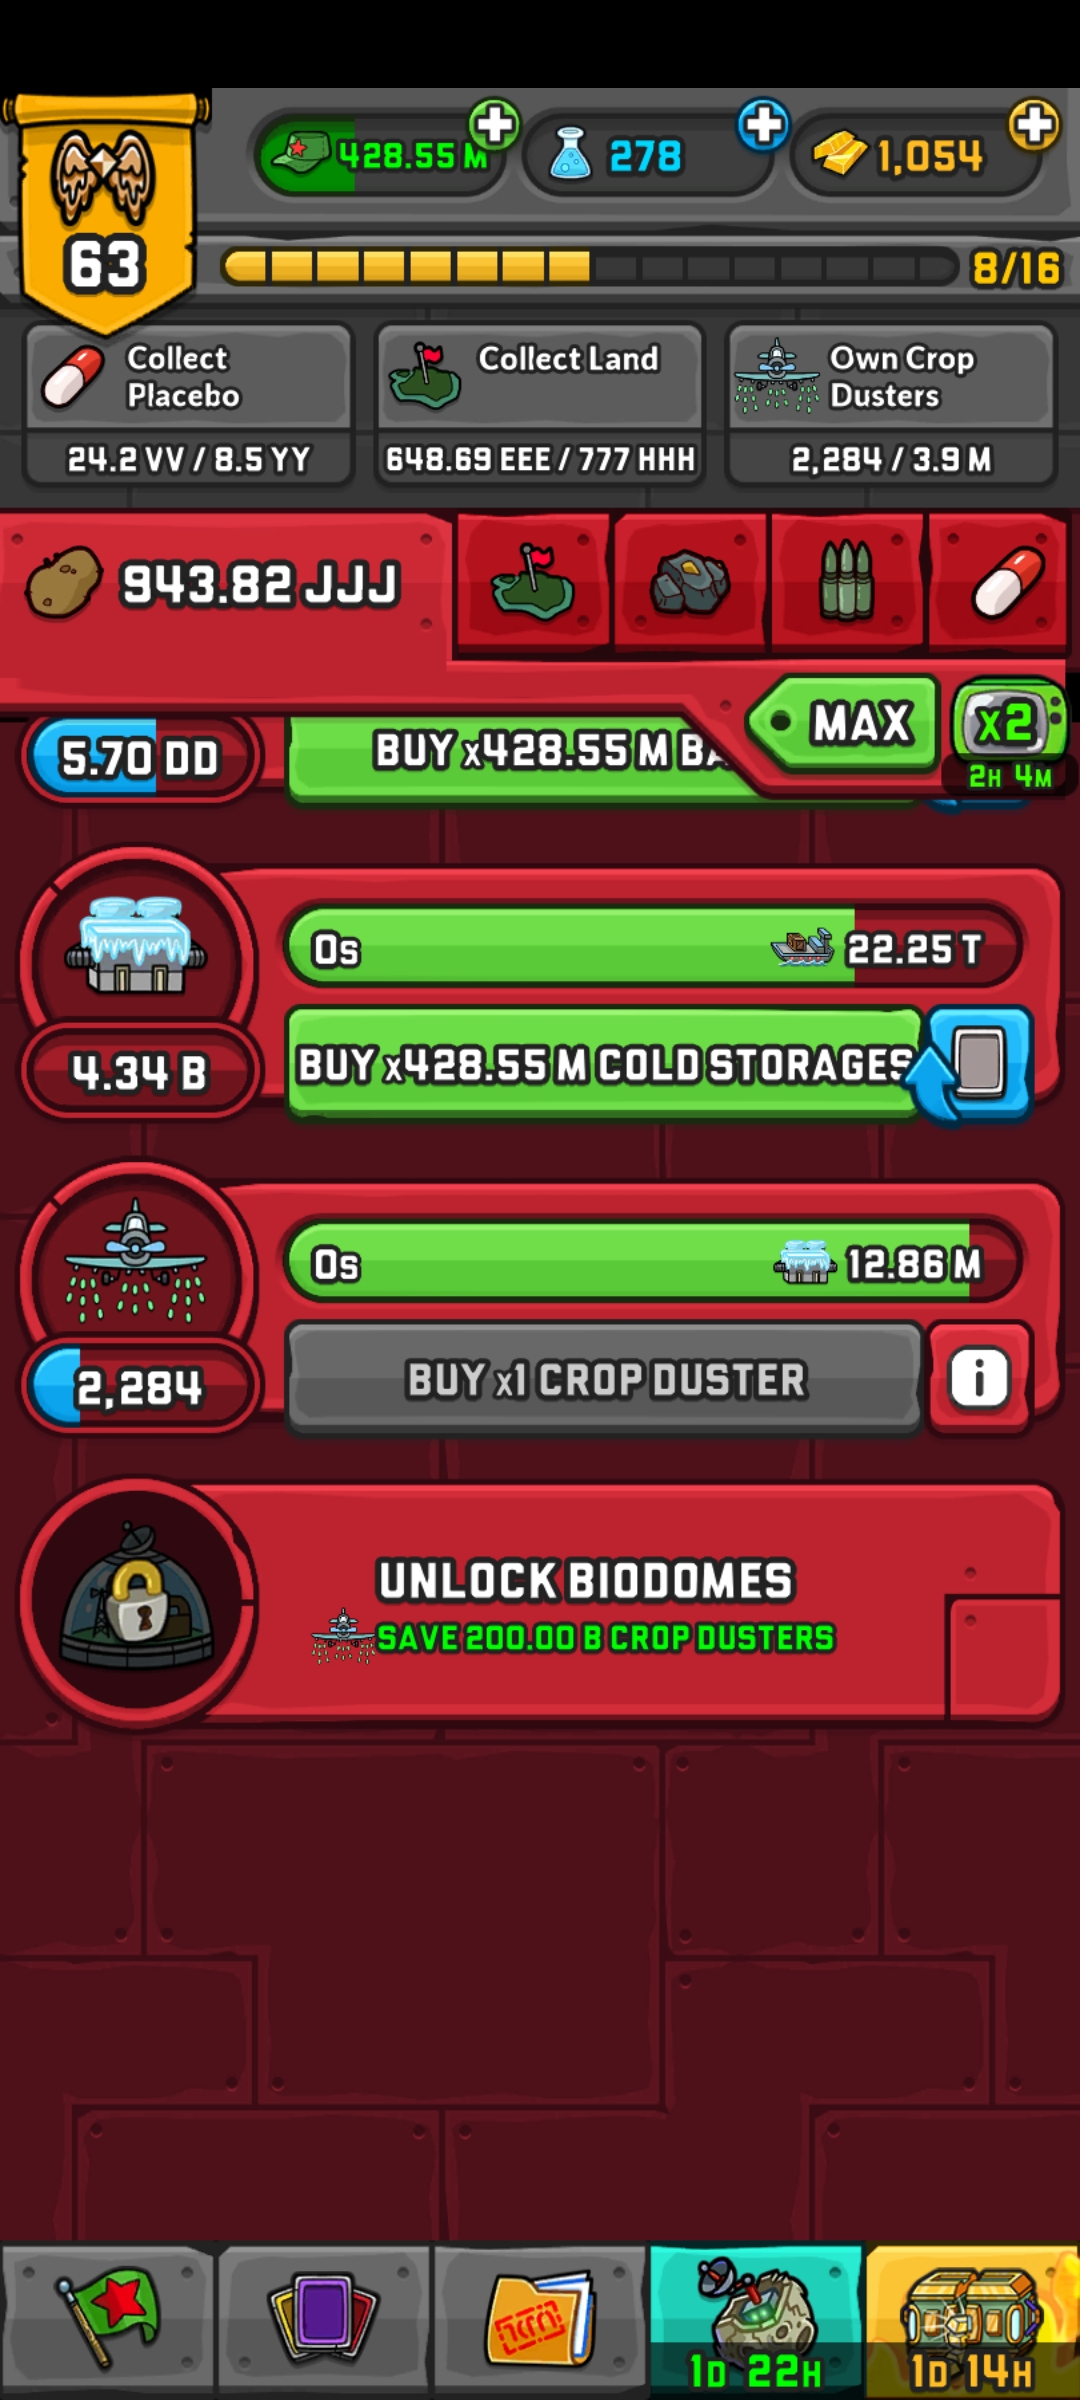 428.55 M
278
1,054
63
8/16
Collect
Placebo
24.2 VV / 8.5 YY
Collect Land
648.69 EEE / 777 HHH
Own Crop
Dusters
2,284 / 3.9 M
943.82 JJJ
MAX
x2
2H 4M
5.70 DD
BUY x428.55 M
0s
22.25 T
4.34 B
BUY x428.55 M COLD STORAGES
0s
12.86 M
2,284
BUY x1 CROP DUSTER
i
UNLOCK BIODOMES
SAVE 200.00 B CROP DUSTERS
1D 22H
1D 14H